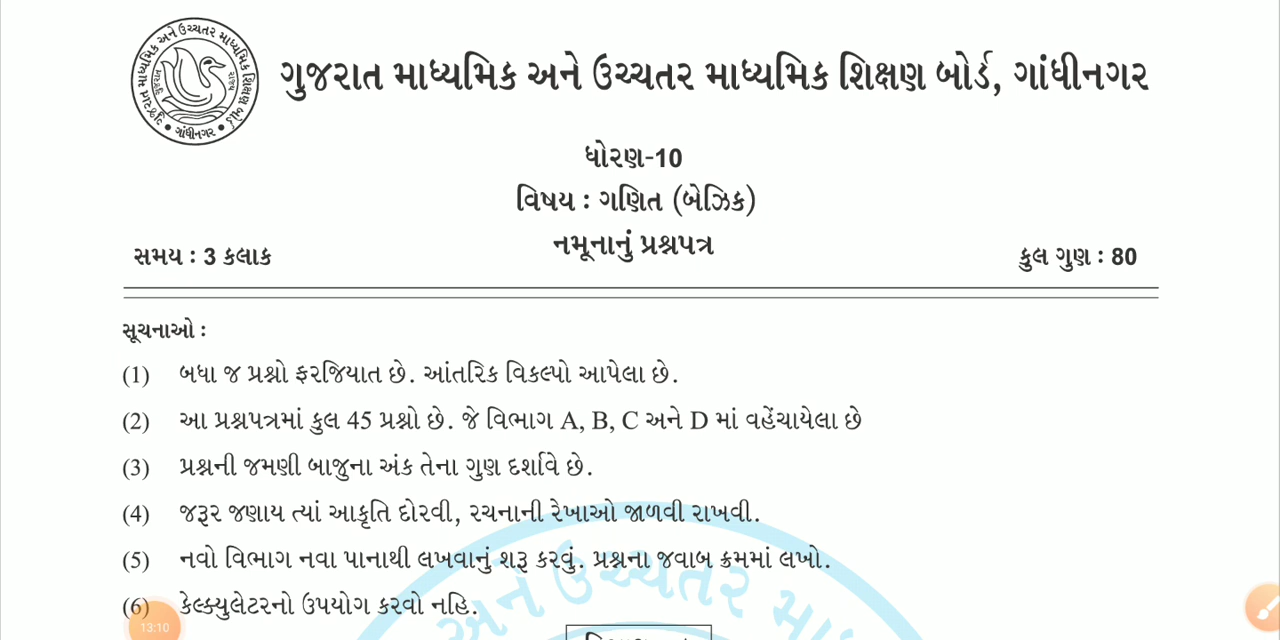 ગુજરાત માધ્યમિક અને ઉચ્ચતર માધ્યમિક શિક્ષણ બોર્ડ, ગાંધીનગર
ધોરણ-10
વિષય : ગણિત (બેઝિક)
નમૂનાનું પ્રશ્નપત્ર
સમય : 3 કલાક
કુલ ગુણ : 80
સૂચનાઓ :
(1) બધા જ પ્રશ્નો ફરજિયાત છે. આંતરિક વિકલ્પો આપેલા છે.
(2) આ પ્રશ્નપત્રમાં કુલ 45 પ્રશ્નો છે. જે વિભાગ A, B, C અને D માં વહેંચાયેલા છે
(3) પ્રશ્નની જમણી બાજુના અંક તેના ગુણ દર્શાવે છે.
(4) જરૂર જણાય ત્યાં આકૃતિ દોરવી, રચનાની રેખાઓ જાળવી રાખવી.
(5) નવો વિભાગ નવા પાનાથી લખવાનું શરૂ કરવું. પ્રશ્નના જવાબ ક્રમમાં લખો.
(6) કેલ્ક્યુલેટરનો ઉપયોગ કરવો નહિ.
અને ઉચ્ચતર
13:10